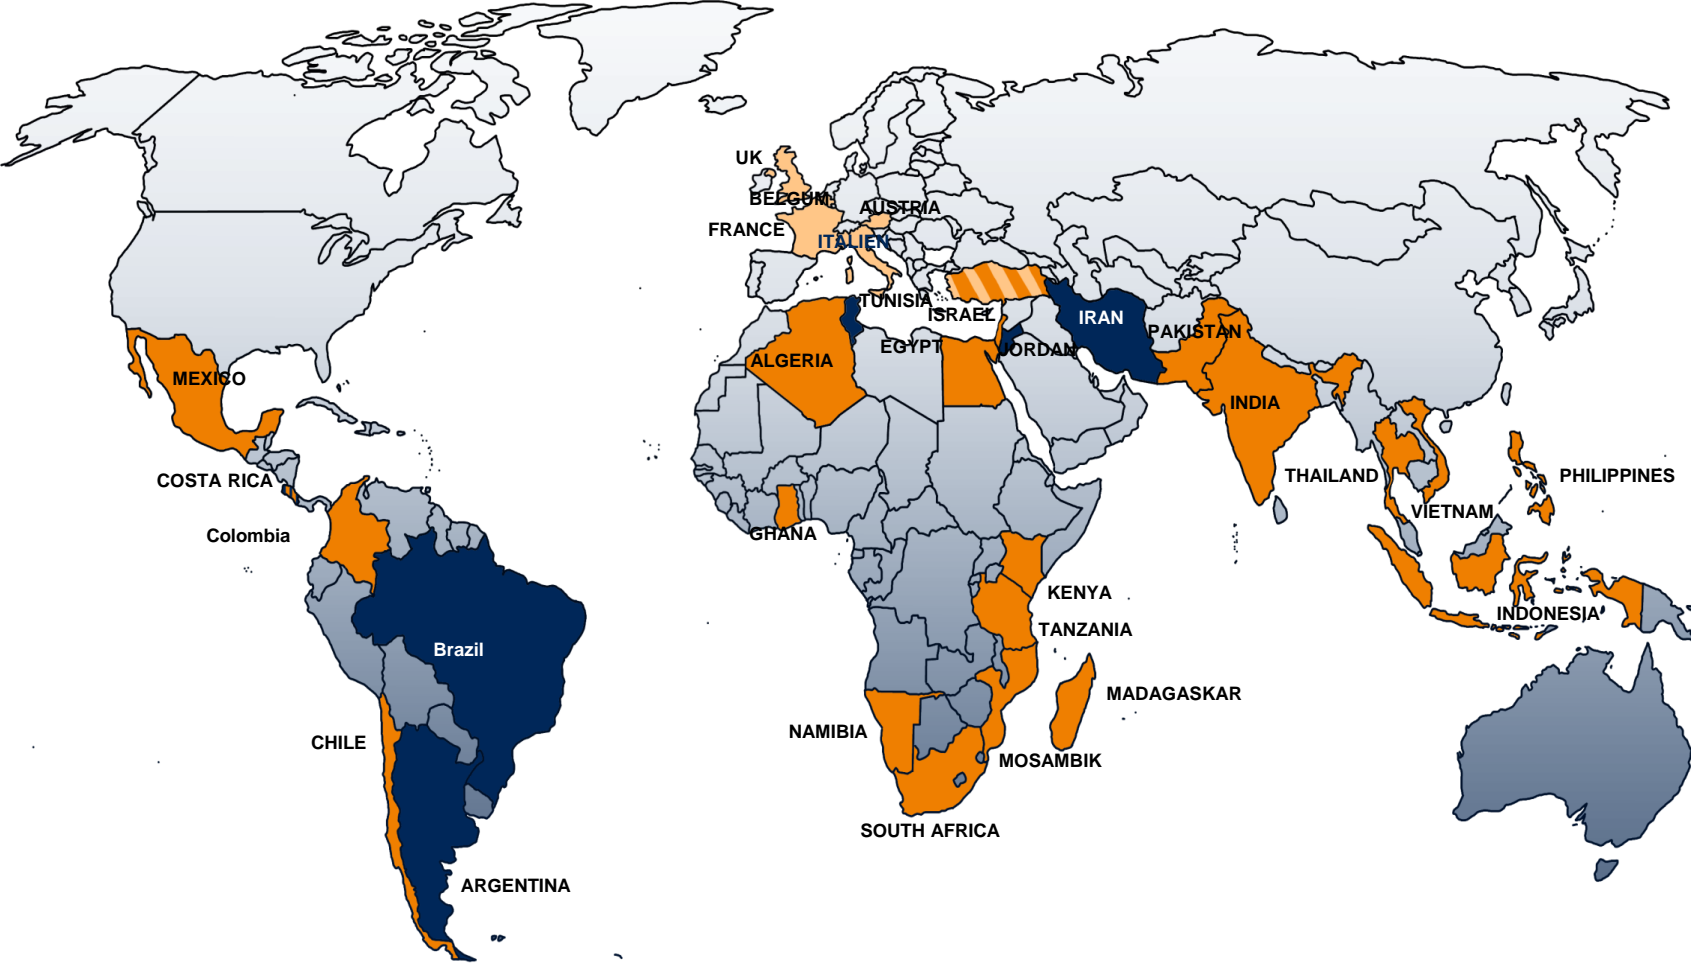 UK
BELGUM
AUSTRIA
FRANCE
ITALIEN
TUNISIA
ISRAEL
IRAN
PAKISTAN
EGYPT
JORDAN
ALGERIA
MEXICO
INDIA
COSTA RICA
THAILAND
PHILIPPINES
VIETNAM
Colombia
GHANA
KENYA
INDONESIA
TANZANIA
Brazil
MADAGASKAR
NAMIBIA
CHILE
MOSAMBIK
SOUTH AFRICA
ARGENTINA